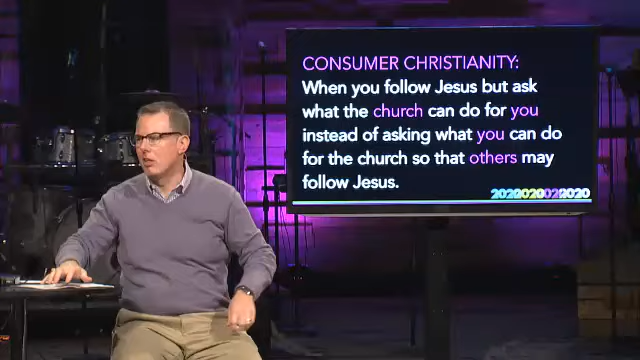 CONSUMER CHRISTIANITY:
When you follow Jesus but ask
what the church can do for you
instead of asking what you can do
for the church so that others may
follow Jesus.
2020202020202020